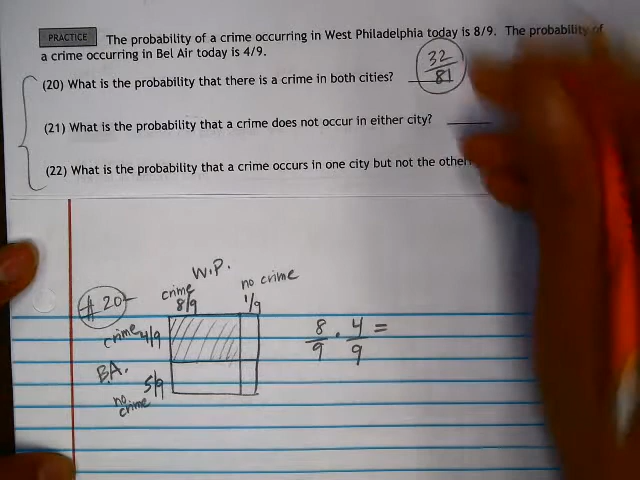 PRACTICE The probability of a crime occurring in West Philadelphia today is 8/9. The probability of
a crime occurring in Bel Air today is 4/9.
(20) What is the probability that there is a crime in both cities? 32/81
(21) What is the probability that a crime does not occur in either city?
(22) What is the probability that a crime occurs in one city but not the other
W.P.
#20
crime no crime
8/9 1/9
crime 4/9
B.A.
5/9
no crime
8/9 · 4/9 =